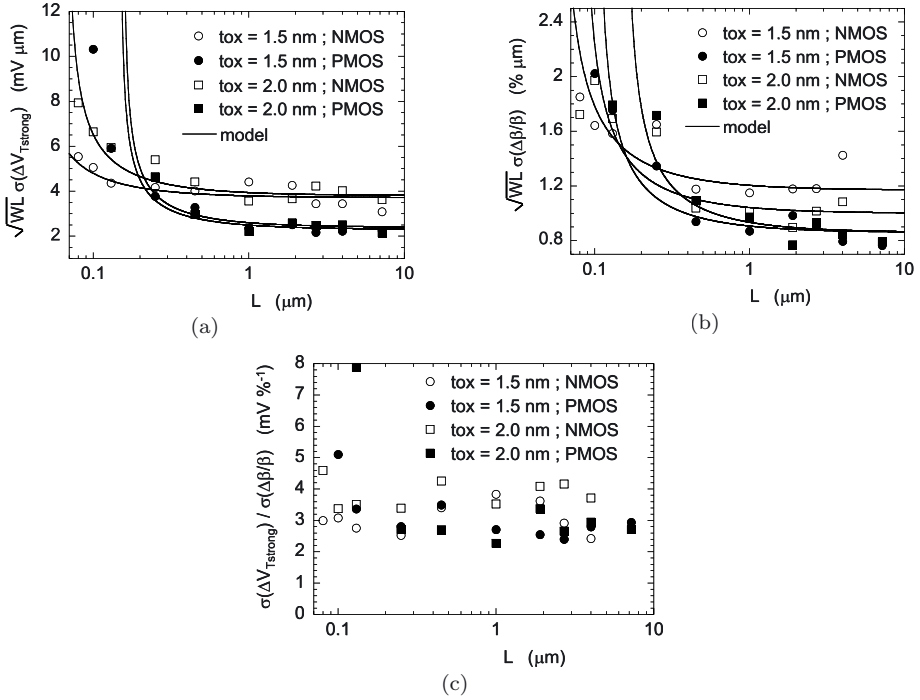 √WL σ(ΔV_Tstrong) (mV μm)
12
10
8
6
4
2
tox = 1.5 nm ; NMOS
tox = 1.5 nm ; PMOS
tox = 2.0 nm ; NMOS
tox = 2.0 nm ; PMOS
model
0.1 1 10
L (μm)
(a)
√WL σ(Δβ/β) (% μm)
2.4
2
1.6
1.2
0.8
tox = 1.5 nm ; NMOS
tox = 1.5 nm ; PMOS
tox = 2.0 nm ; NMOS
tox = 2.0 nm ; PMOS
model
0.1 1 10
L (μm)
(b)
σ(ΔV_Tstrong) / σ(Δβ/β) (mV %⁻¹)
8
7
6
5
4
3
2
1
0
tox = 1.5 nm ; NMOS
tox = 1.5 nm ; PMOS
tox = 2.0 nm ; NMOS
tox = 2.0 nm ; PMOS
0.1 1 10
L (μm)
(c)